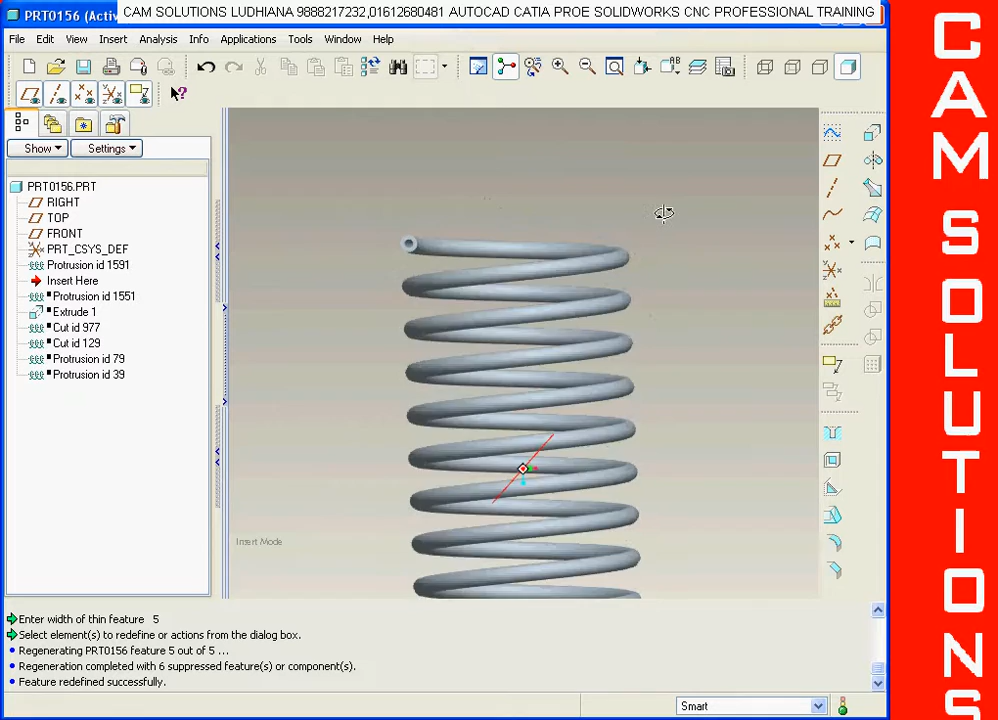 PRT0156 (Activ
CAM SOLUTIONS LUDHIANA 9888217232,01612680481 AUTOCAD CATIA PROE SOLIDWORKS CNC PROFESSIONAL TRAINING
File Edit View Insert Analysis Info Applications Tools Window Help
Show Settings
PRT0156.PRT
RIGHT
TOP
FRONT
PRT_CSYS_DEF
Protrusion id 1591
Insert Here
Protrusion id 1551
Extrude 1
Cut id 977
Cut id 129
Protrusion id 79
Protrusion id 39
Insert Mode
Enter width of thin feature 5
Select element(s) to redefine or actions from the dialog box.
Regenerating PRT0156 feature 5 out of 5 ...
Regeneration completed with 6 suppressed feature(s) or component(s).
Feature redefined successfully.
Smart
CAM SOLUTIONS